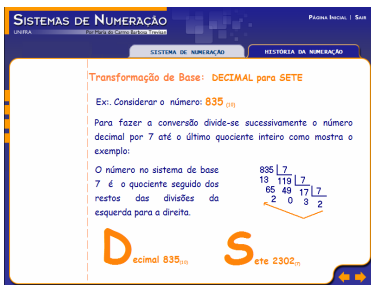 SISTEMAS DE NUMERAÇÃO
PÁGINA INICIAL | SAIR
UNIFRA Prof Maria do Carmo Barbosa Trevisan
SISTEMA DE NUMERAÇÃO
HISTÓRIA DA NUMERAÇÃO
Transformação de Base: DECIMAL para SETE
Ex:. Considerar o número: 835 (10)
Para fazer a conversão divide-se sucessivamente o número
decimal por 7 até o último quociente inteiro como mostra o
exemplo:
O número no sistema de base
7 é o quociente seguido dos
restos das divisões da
esquerda para a direita.
835 7
13 119 7
65 49 17 7
2 0 3 2
Decimal 835(10)
Sete 2302(7)